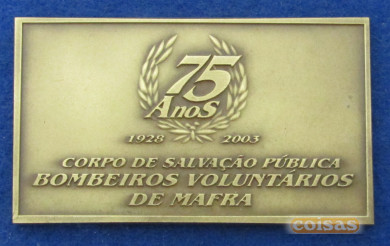 75
Anos
1928 2003
CORPO DE SALVAÇÃO PÚBLICA
BOMBEIROS VOLUNTÁRIOS
DE MAFRA
coisas